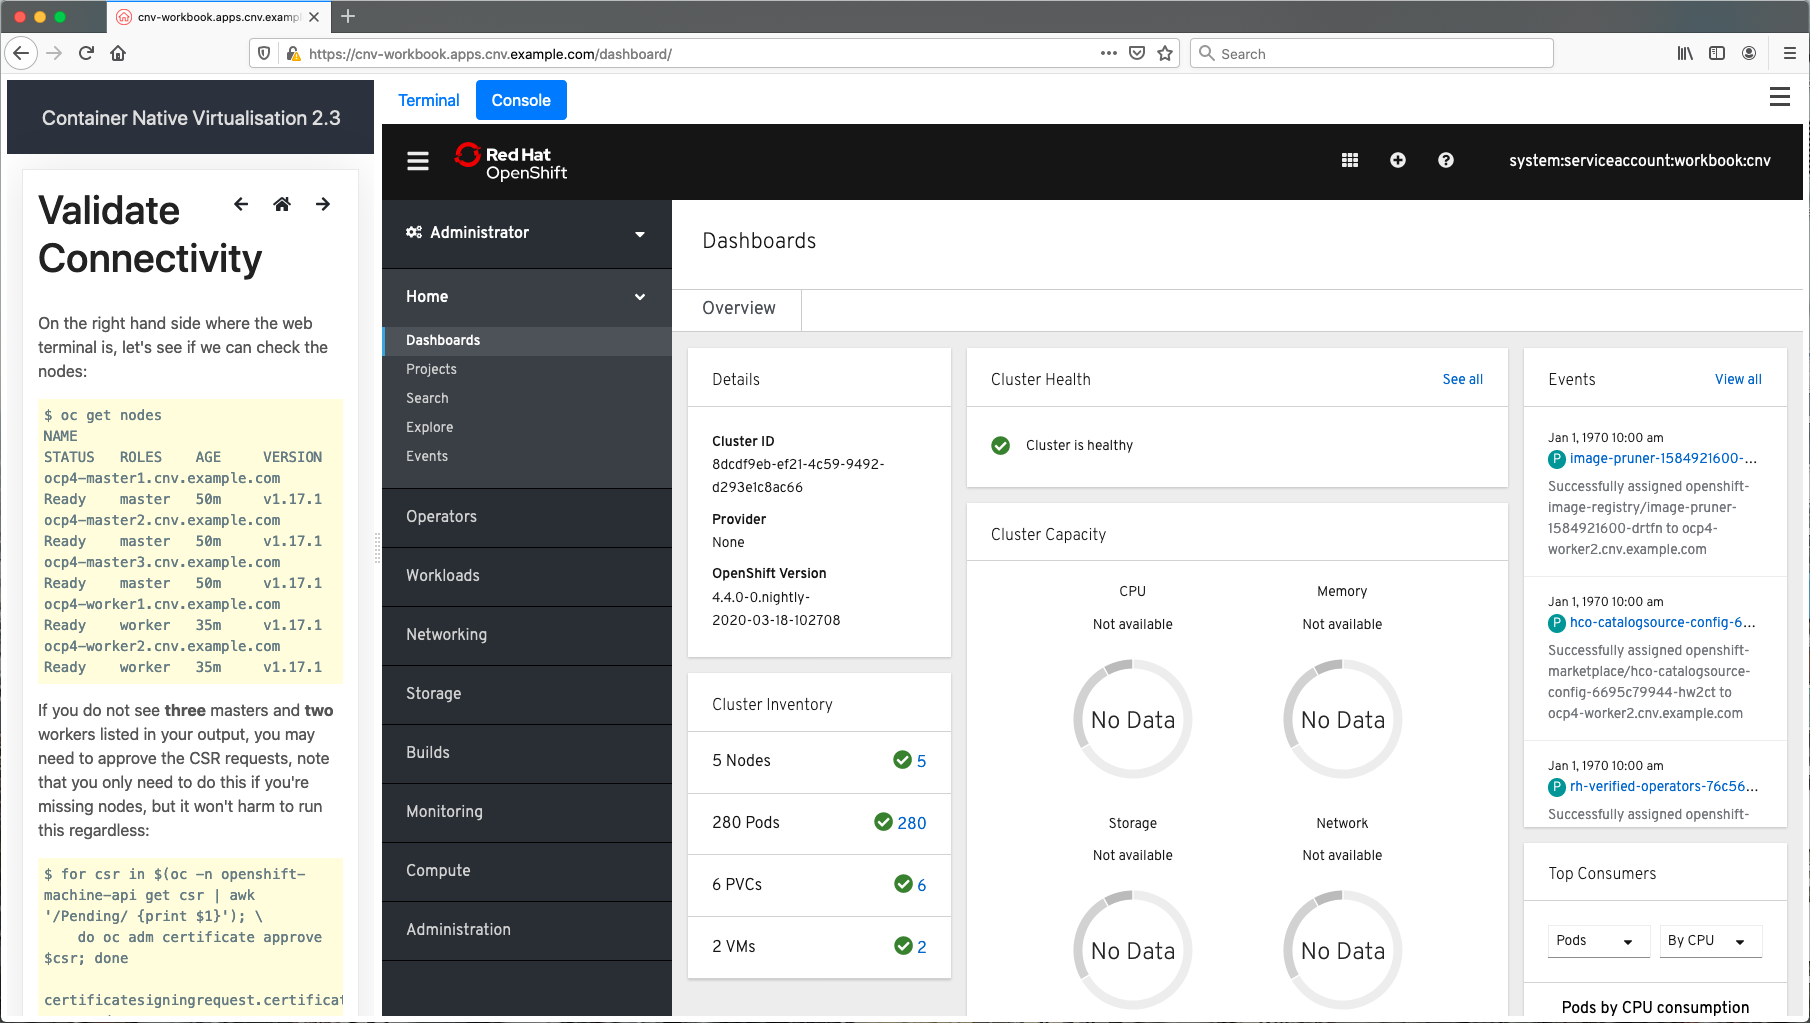 cnv-workbook.apps.cnv.exampl
https://cnv-workbook.apps.cnv.example.com/dashboard/
Search
Container Native Virtualisation 2.3
Validate
Connectivity
On the right hand side where the web
terminal is, let's see if we can check the
nodes:
$ oc get nodes
NAME
STATUS ROLES AGE VERSION
ocp4-master1.cnv.example.com
Ready master 50m v1.17.1
ocp4-master2.cnv.example.com
Ready master 50m v1.17.1
ocp4-master3.cnv.example.com
Ready master 50m v1.17.1
ocp4-worker1.cnv.example.com
Ready worker 35m v1.17.1
ocp4-worker2.cnv.example.com
Ready worker 35m v1.17.1
If you do not see three masters and two
workers listed in your output, you may
need to approve the CSR requests, note
that you only need to do this if you're
missing nodes, but it won't harm to run
this regardless:
$ for csr in $(oc -n openshift-
machine-api get csr | awk
'/Pending/ {print $1}'); \
do oc adm certificate approve
$csr; done
certificatesigningrequest.certificat
Terminal
Console
Red Hat
OpenShift
system:serviceaccount:workbook:cnv
Administrator
Home
Dashboards
Projects
Search
Explore
Events
Operators
Workloads
Networking
Storage
Builds
Monitoring
Compute
Administration
Dashboards
Overview
Details
Cluster ID
8dcdf9eb-ef21-4c59-9492-
d293e1c8ac66
Provider
None
OpenShift Version
4.4.0-0.nightly-
2020-03-18-102708
Cluster Inventory
5 Nodes 5
280 Pods 280
6 PVCs 6
2 VMs 2
Cluster Health See all
Cluster is healthy
Cluster Capacity
CPU
Not available
No Data
Memory
Not available
No Data
Storage
Not available
No Data
Network
Not available
No Data
Events View all
Jan 1, 1970 10:00 am
P image-pruner-1584921600-...
Successfully assigned openshift-
image-registry/image-pruner-
1584921600-drtfn to ocp4-
worker2.cnv.example.com
Jan 1, 1970 10:00 am
P hco-catalogsource-config-6...
Successfully assigned openshift-
marketplace/hco-catalogsource-
config-6695c79944-hw2ct to
ocp4-worker2.cnv.example.com
Jan 1, 1970 10:00 am
P rh-verified-operators-76c56...
Successfully assigned openshift-
Top Consumers
Pods By CPU
Pods by CPU consumption